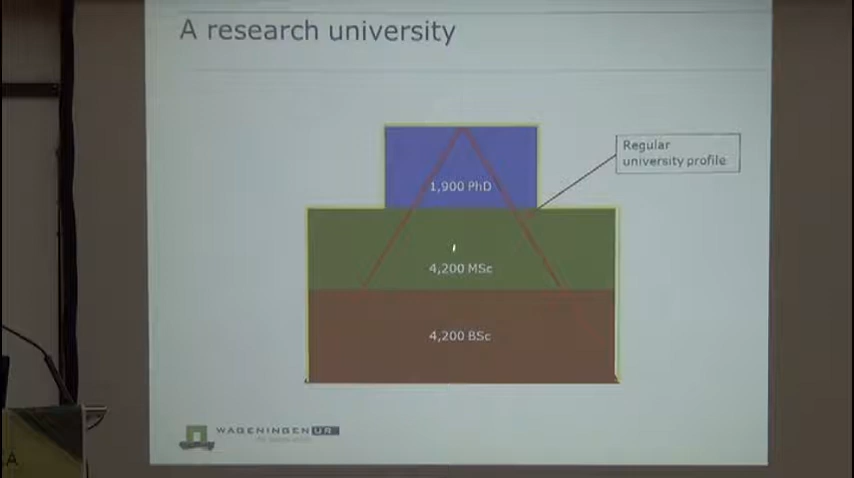 A research university
Regular
university profile
1,900 PhD
4,200 MSc
4,200 BSc
WAGENINGEN UR
A